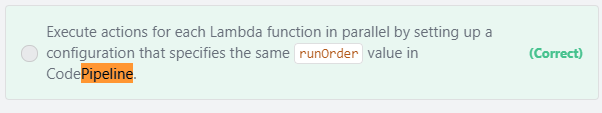 Execute actions for each Lambda function in parallel by setting up a
configuration that specifies the same runOrder value in (Correct)
CodePipeline.